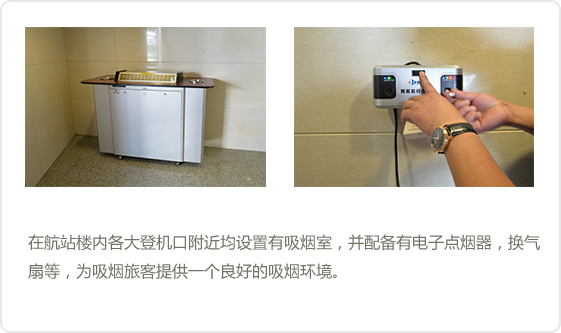 在航站楼内各大登机口附近均设置有吸烟室，并配备有电子点烟器，换气
扇等，为吸烟旅客提供一个良好的吸烟环境。